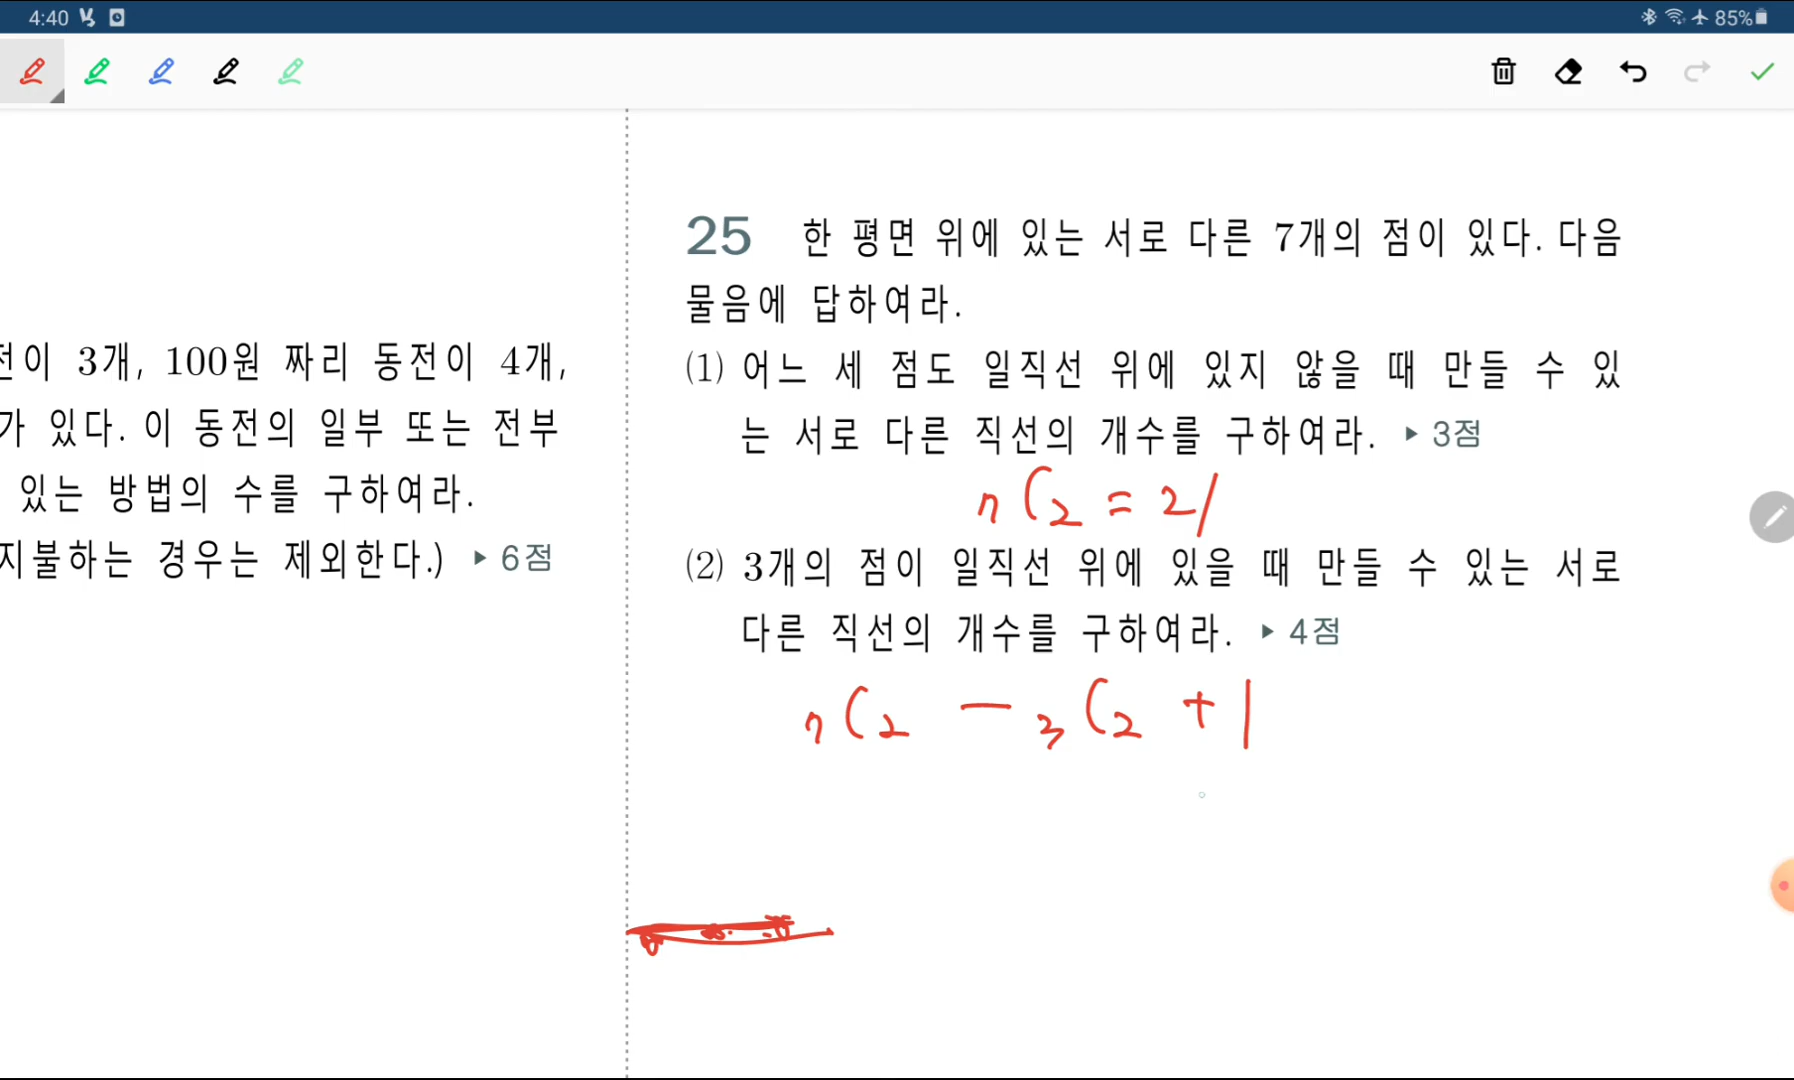 4:40
85%
전이 3개, 100원 짜리 동전이 4개,
가 있다. 이 동전의 일부 또는 전부
있는 방법의 수를 구하여라.
지불하는 경우는 제외한다.) ▶ 6점
25 한 평면 위에 있는 서로 다른 7개의 점이 있다. 다음
물음에 답하여라.
(1) 어느 세 점도 일직선 위에 있지 않을 때 만들 수 있
는 서로 다른 직선의 개수를 구하여라. ▶ 3점
7C2 = 21
(2) 3개의 점이 일직선 위에 있을 때 만들 수 있는 서로
다른 직선의 개수를 구하여라. ▶ 4점
7C2 - 3C2 + 1